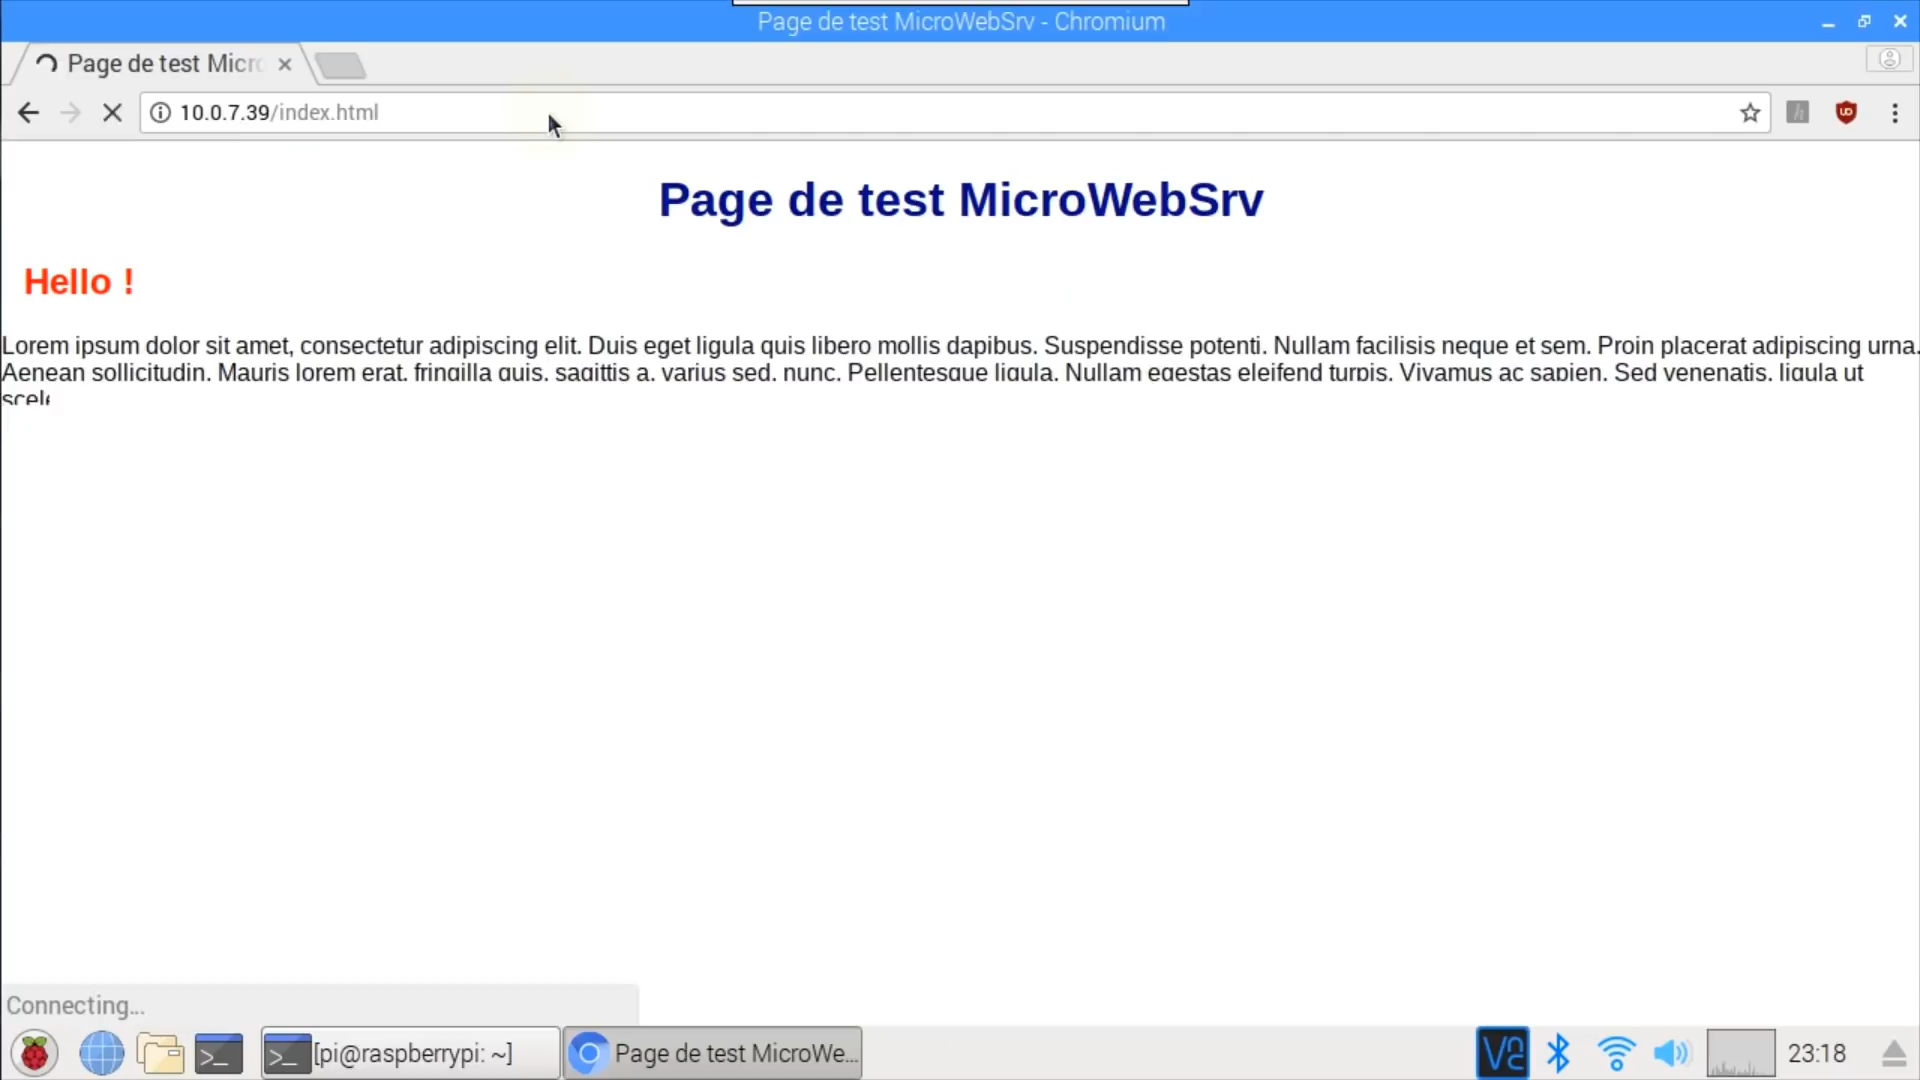 Page de test MicroWebSrv - Chromium
Page de test Micro
10.0.7.39/index.html
Page de test MicroWebSrv
Hello !
Lorem ipsum dolor sit amet, consectetur adipiscing elit. Duis eget ligula quis libero mollis dapibus. Suspendisse potenti. Nullam facilisis neque et sem. Proin placerat adipiscing urna.
Aenean sollicitudin. Mauris lorem erat, fringilla quis, sagittis a, varius sed, nunc. Pellentesque ligula. Nullam egestas eleifend turpis. Vivamus ac sapien. Sed venenatis, ligula ut
Connecting...
[pi@raspberrypi: ~]
Page de test MicroWe...
23:18